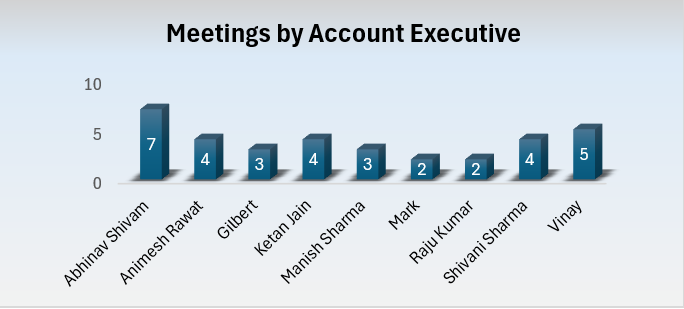 Meetings by Account Executive
10
5
0
7
4
3
4
3
2
2
4
5
Abhinav Shivam
Animesh Rawat
Gilbert
Ketan Jain
Manish Sharma
Mark
Raju Kumar
Shivani Sharma
Vinay